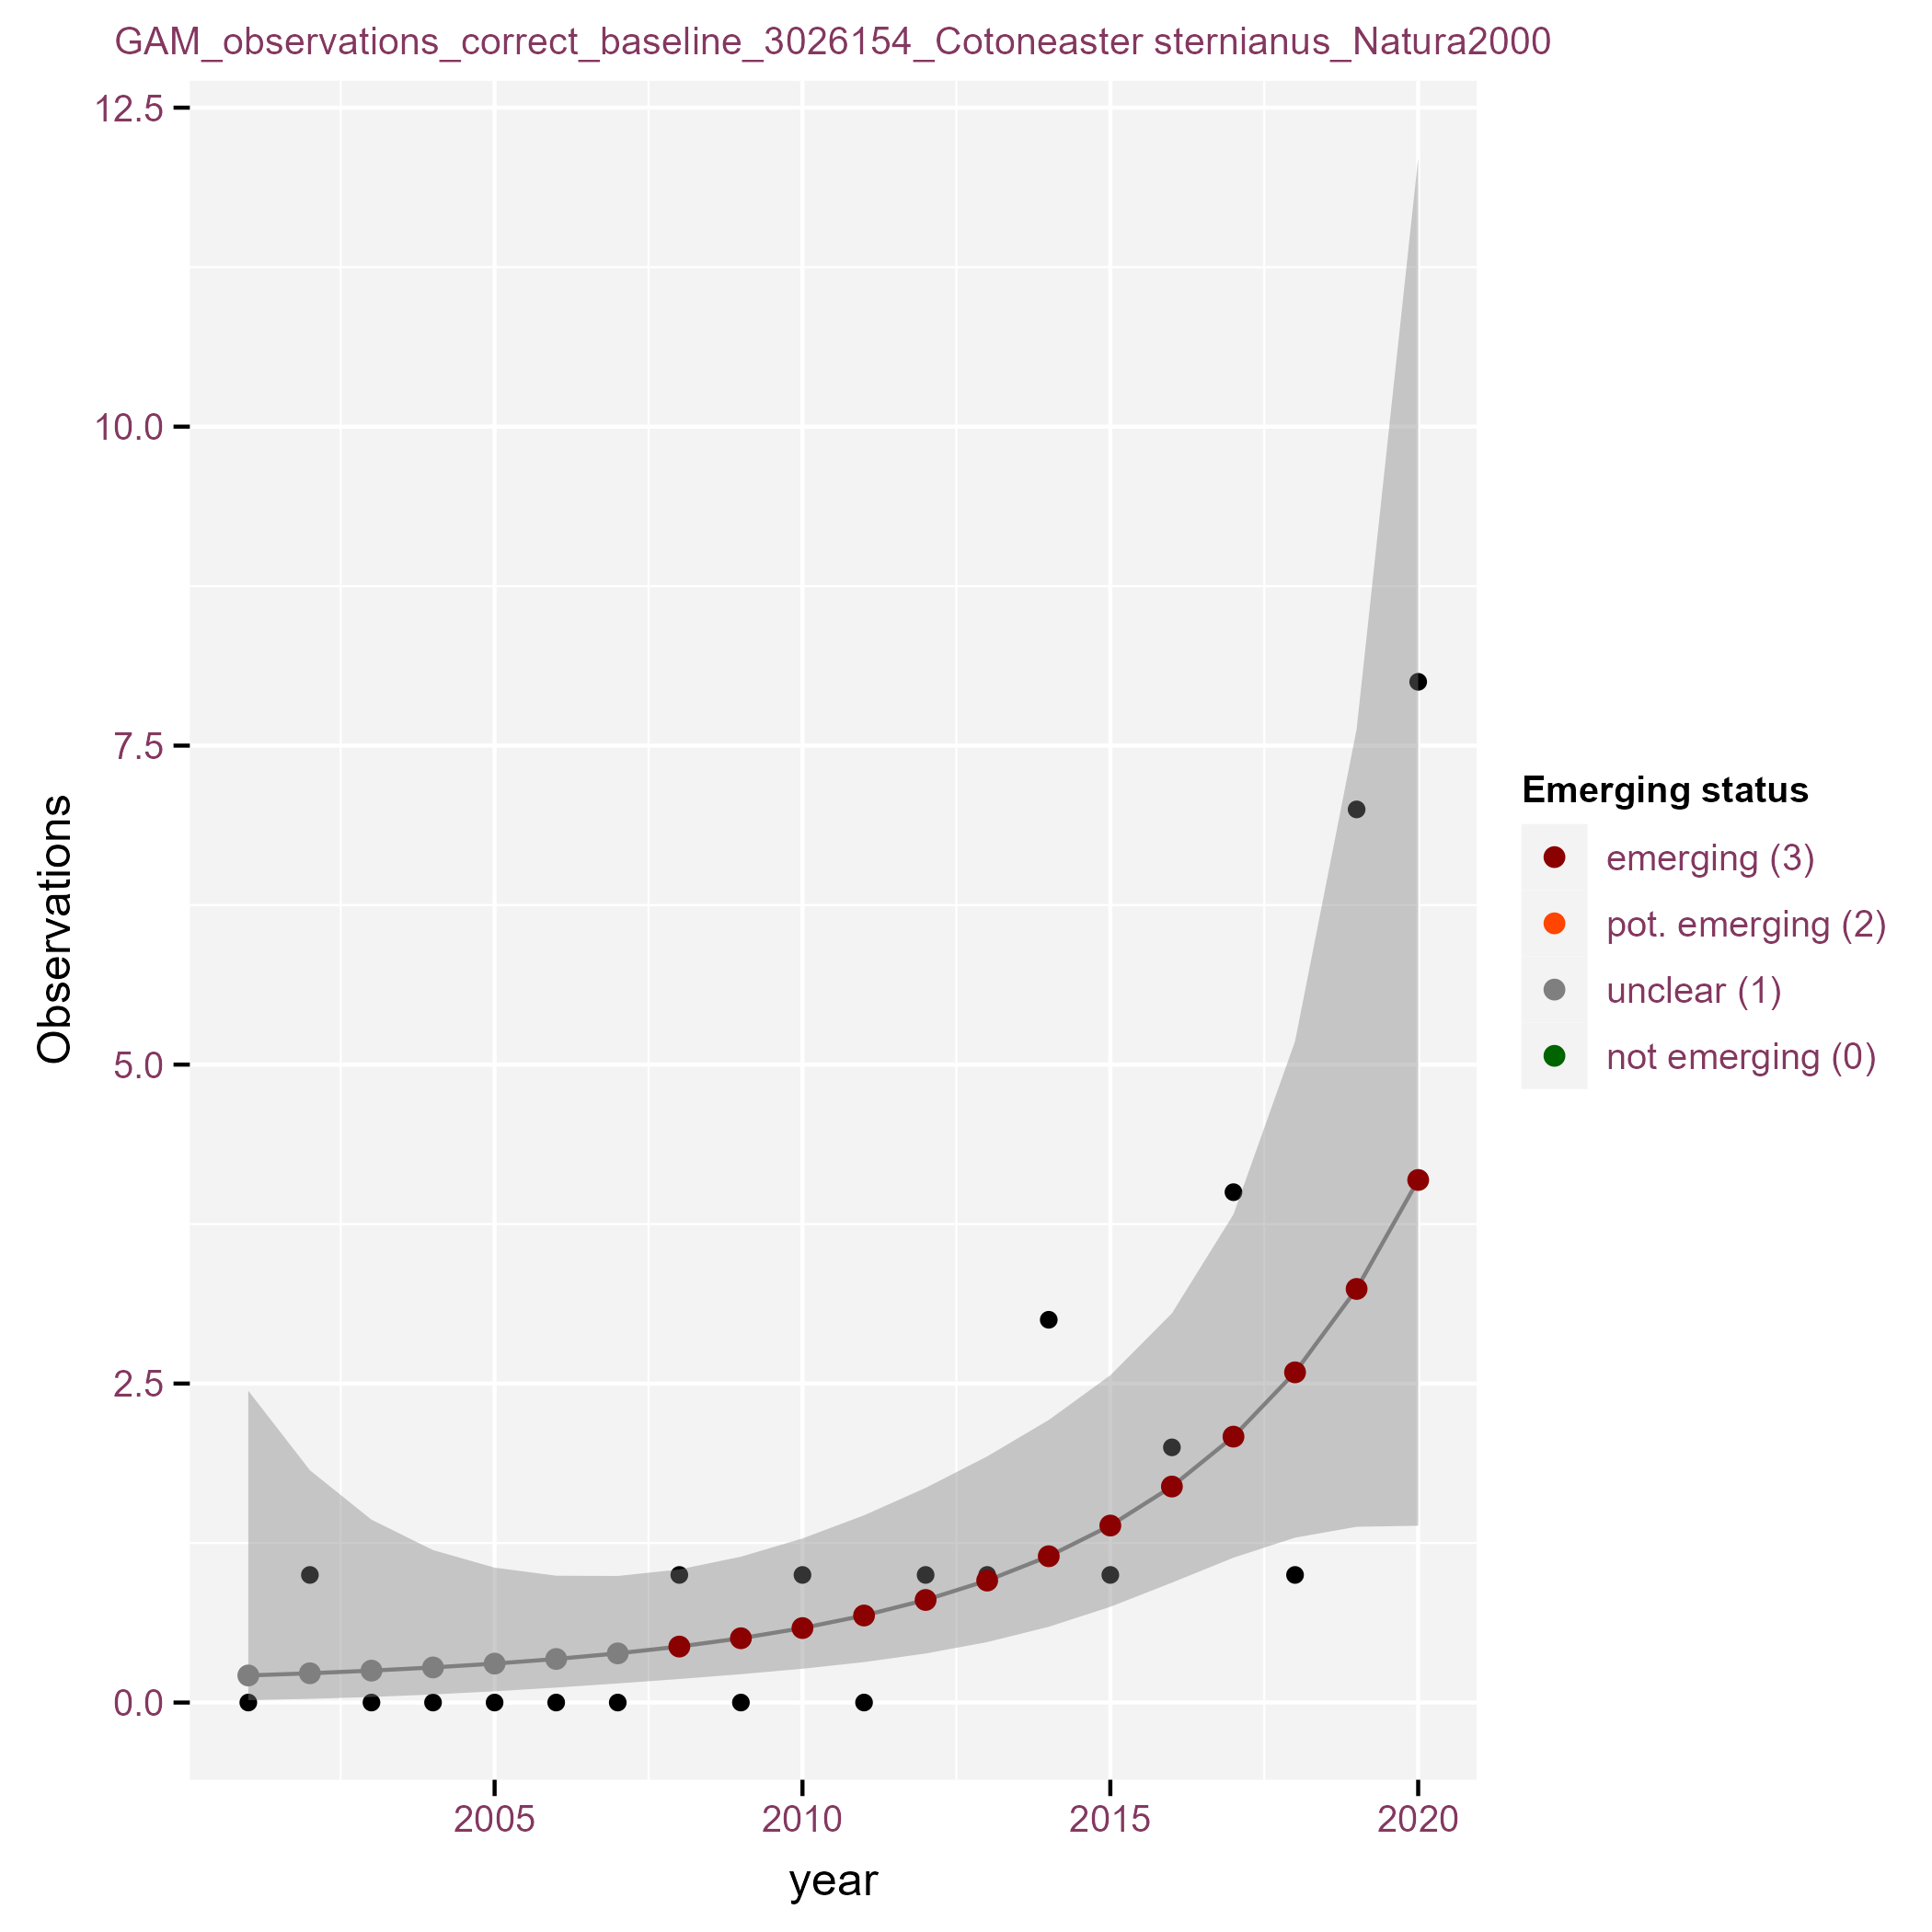 GAM_observations_correct_baseline_3026154_Cotoneaster sternianus_Natura2000
12.5
10.0
7.5
5.0
2.5
0.0
Observations
2005 2010 2015 2020
year
Emerging status
emerging (3)
pot. emerging (2)
unclear (1)
not emerging (0)